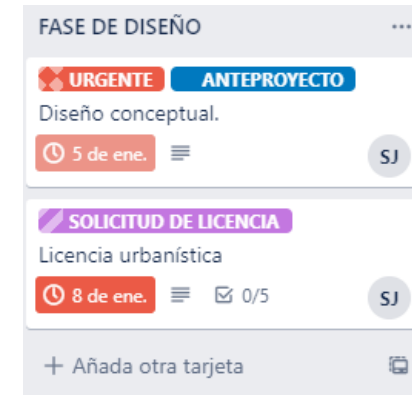 FASE DE DISEÑO
URGENTE ANTEPROYECTO
Diseño conceptual.
5 de ene.
SJ
SOLICITUD DE LICENCIA
Licencia urbanística
8 de ene. 0/5
SJ
+ Añada otra tarjeta